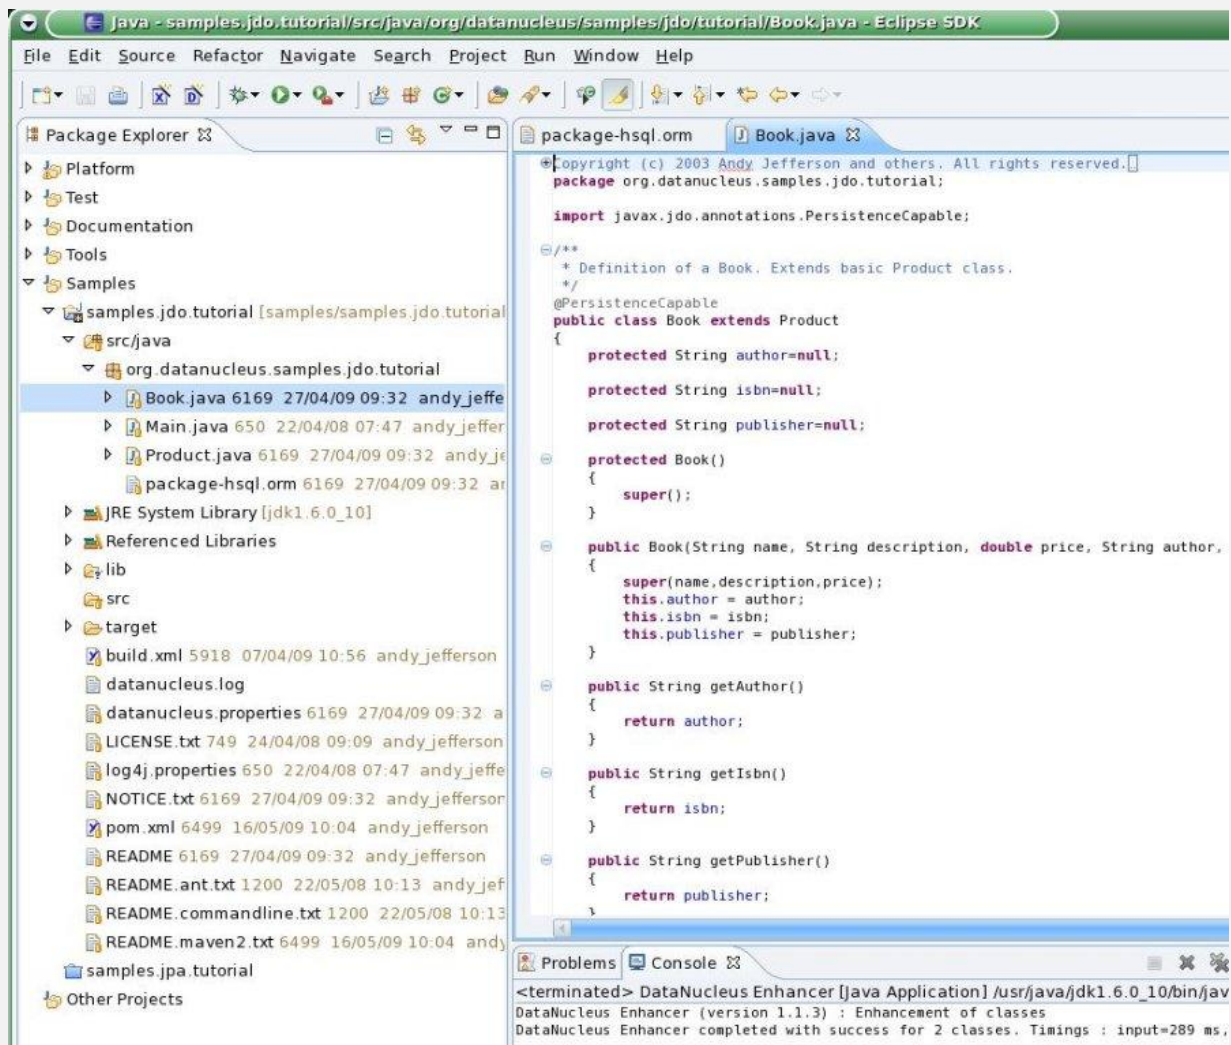 Java - samples.jdo.tutorial/src/java/org/datanucleus/samples/jdo/tutorial/Book.java - Eclipse SDK
File Edit Source Refactor Navigate Search Project Run Window Help
Package Explorer
Platform
Test
Documentation
Tools
Samples
samples.jdo.tutorial [samples/samples.jdo.tutorial
src/java
org.datanucleus.samples.jdo.tutorial
Book.java 6169 27/04/09 09:32 andy_jeffe
Main.java 650 22/04/08 07:47 andy_jeffer
Product.java 6169 27/04/09 09:32 andy_je
package-hsql.orm 6169 27/04/09 09:32 ar
JRE System Library [jdk1.6.0_10]
Referenced Libraries
lib
src
target
build.xml 5918 07/04/09 10:56 andy_jefferson
datanucleus.log
datanucleus.properties 6169 27/04/09 09:32 a
LICENSE.txt 749 24/04/08 09:09 andy_jefferson
log4j.properties 650 22/04/08 07:47 andy_jeffe
NOTICE.txt 6169 27/04/09 09:32 andy_jefferson
pom.xml 6499 16/05/09 10:04 andy_jefferson
README 6169 27/04/09 09:32 andy_jefferson
README.ant.txt 1200 22/05/08 10:13 andy_jef
README.commandline.txt 1200 22/05/08 10:13
README.maven2.txt 6499 16/05/09 10:04 andy
samples.jpa.tutorial
Other Projects
package-hsql.orm Book.java
Copyright (c) 2003 Andy Jefferson and others. All rights reserved.
package org.datanucleus.samples.jdo.tutorial;
import javax.jdo.annotations.PersistenceCapable;
/**
* Definition of a Book. Extends basic Product class.
*/
@PersistenceCapable
public class Book extends Product
{
protected String author=null;
protected String isbn=null;
protected String publisher=null;
protected Book()
{
super();
}
public Book(String name, String description, double price, String author,
{
super(name,description,price);
this.author = author;
this.isbn = isbn;
this.publisher = publisher;
}
public String getAuthor()
{
return author;
}
public String getIsbn()
{
return isbn;
}
public String getPublisher()
{
return publisher;
}
Problems Console
<terminated> DataNucleus Enhancer [Java Application] /usr/java/jdk1.6.0_10/bin/jav
DataNucleus Enhancer (version 1.1.3) : Enhancement of classes
DataNucleus Enhancer completed with success for 2 classes. Timings : input=289 ms,